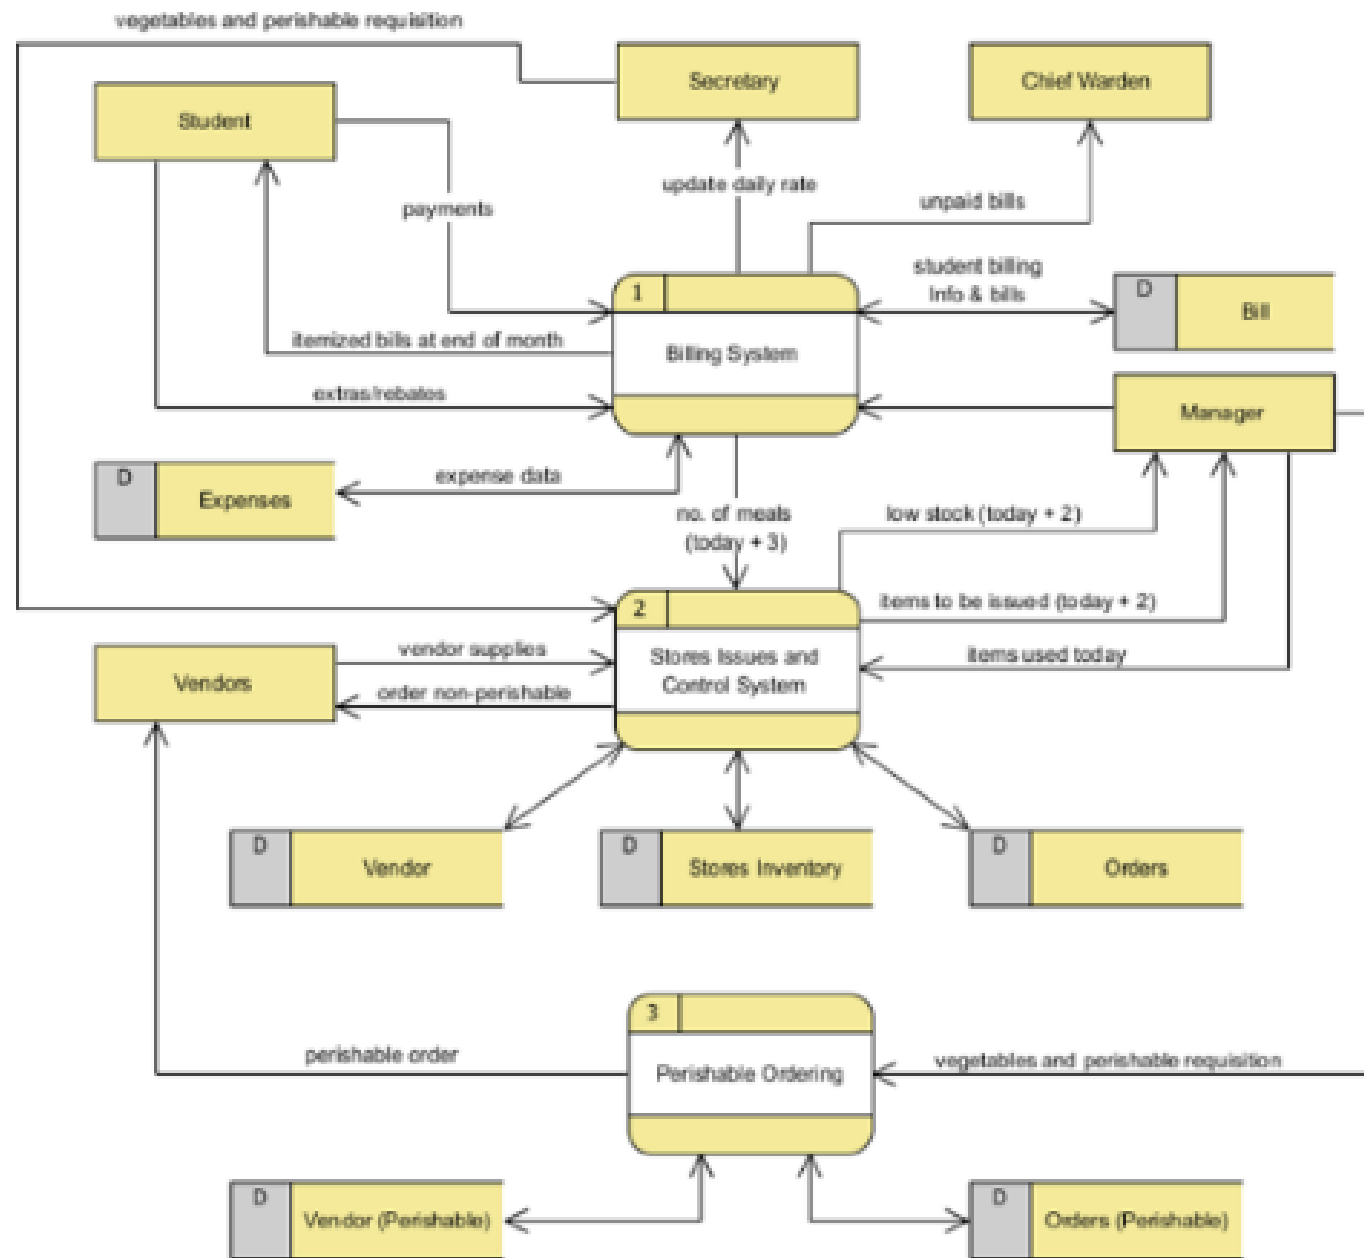 vegetables and perishable requisition
Secretary
Chief Warden
Student
update daily rate
payments
unpaid bills
student billing
Info & bills
1
D
Bill
itemized bills at end of month
Billing System
extras/rebates
Manager
D
Expenses
expense data
no. of meals
(today + 3)
low stock (today + 2)
2
items to be issued (today + 2)
Vendors
vendor supplies
Stores Issues and
Control System
items used today
order non-perishable
D
Vendor
D
Stores Inventory
D
Orders
3
perishable order
Perishable Ordering
vegetables and perishable requisition
D
Vendor (Perishable)
D
Orders (Perishable)